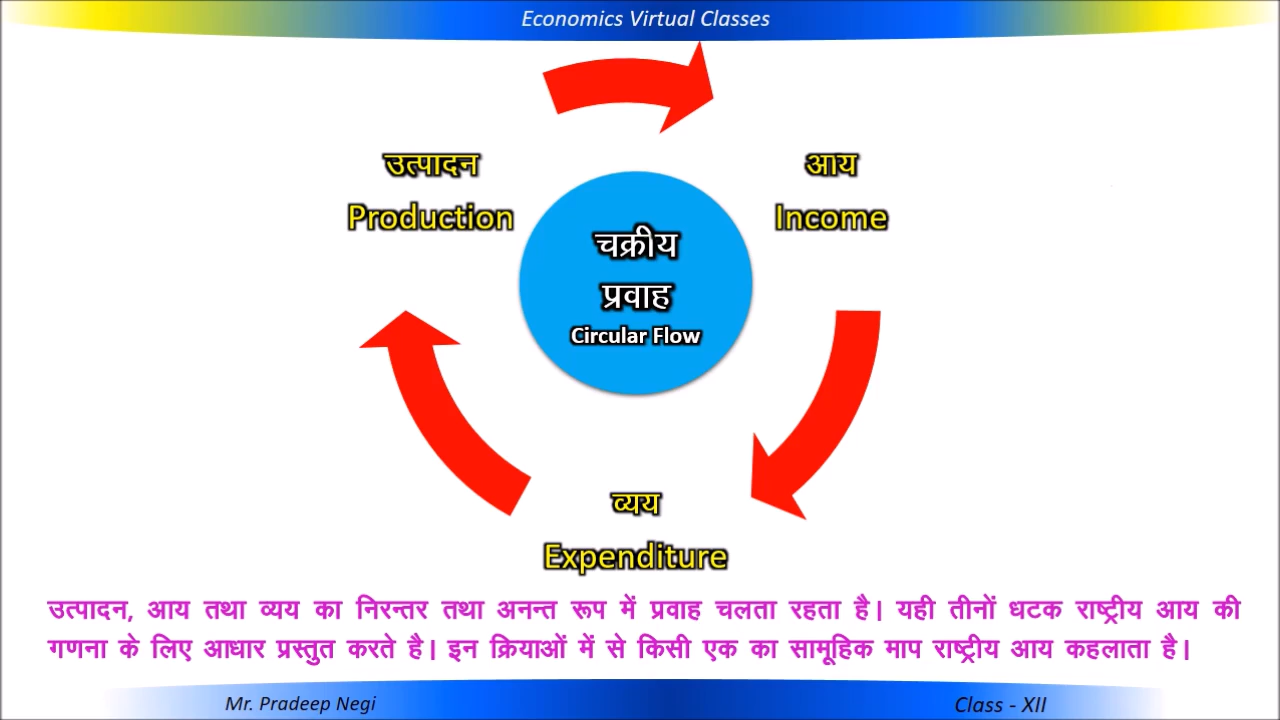 Economics Virtual Classes
उत्पादन
Production
आय
Income
चक्रीय
प्रवाह
Circular Flow
व्यय
Expenditure
उत्पादन, आय तथा व्यय का निरन्तर तथा अनन्त रूप में प्रवाह चलता रहता है। यही तीनों धटक राष्ट्रीय आय की
गणना के लिए आधार प्रस्तुत करते है। इन क्रियाओं में से किसी एक का सामूहिक माप राष्ट्रीय आय कहलाता है।
Mr. Pradeep Negi
Class - XII